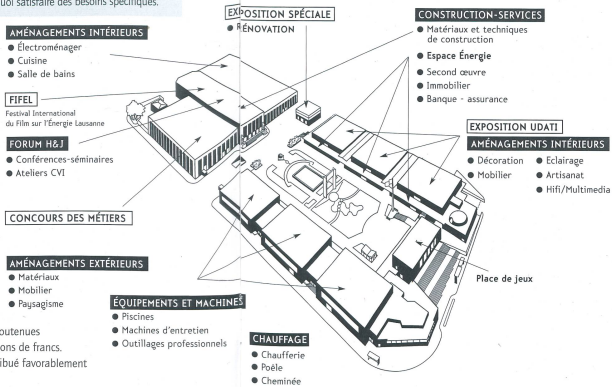 uoi satisfaire des besoins spécifiques.
AMÉNAGEMENTS INTÉRIEURS
● Électroménager
● Cuisine
● Salle de bains
FIFEL
Festival International
du Film sur l'Énergie Lausanne
FORUM H&J
● Conférences-séminaires
● Ateliers CVI
CONCOURS DES MÉTIERS
EXPOSITION SPÉCIALE
● RÉNOVATION
CONSTRUCTION-SERVICES
● Matériaux et techniques
de construction
● Espace Énergie
● Second œuvre
● Immobilier
● Banque - assurance
EXPOSITION UDATI
AMÉNAGEMENTS INTÉRIEURS
● Décoration ● Eclairage
● Mobilier ● Artisanat
● Hifi/Multimedia
Place de jeux
AMÉNAGEMENTS EXTÉRIEURS
● Matériaux
● Mobilier
● Paysagisme
ÉQUIPEMENTS ET MACHINES
● Piscines
● Machines d'entretien
● Outillages professionnels
CHAUFFAGE
● Chaufferie
● Poêle
● Cheminée
outenues
ons de francs.
ibué favorablement